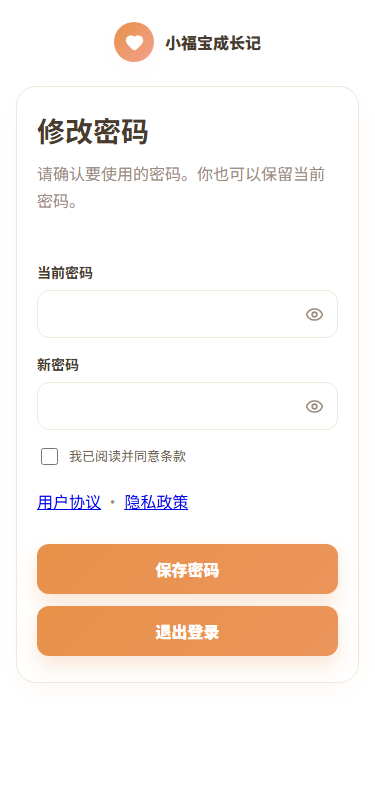 小福宝成长记
修改密码
请确认要使用的密码。你也可以保留当前
密码。
当前密码
新密码
我已阅读并同意条款
用户协议 · 隐私政策
保存密码
退出登录